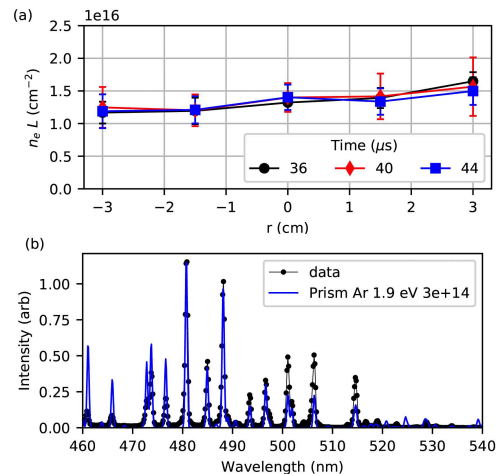 (a)
1e16
2.5
2.0
1.5
1.0
0.5
0.0
n_e L (cm⁻²)
Time (μs)
36 40 44
−3 −2 −1 0 1 2 3
r (cm)
(b)
1.00
0.75
0.50
0.25
0.00
Intensity (arb)
data
Prism Ar 1.9 eV 3e+14
460 470 480 490 500 510 520 530 540
Wavelength (nm)